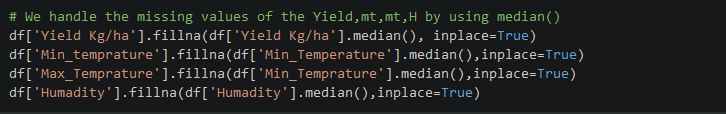 # We handle the missing values of the Yield,mt,mt,H by using median()
df['Yield Kg/ha'].fillna(df['Yield Kg/ha'].median(), inplace=True)
df['Min_temprature'].fillna(df['Min_Temperature'].median(),inplace=True)
df['Max_Temprature'].fillna(df['Min_Temprature'].median(),inplace=True)
df['Humadity'].fillna(df['Humadity'].median(),inplace=True)